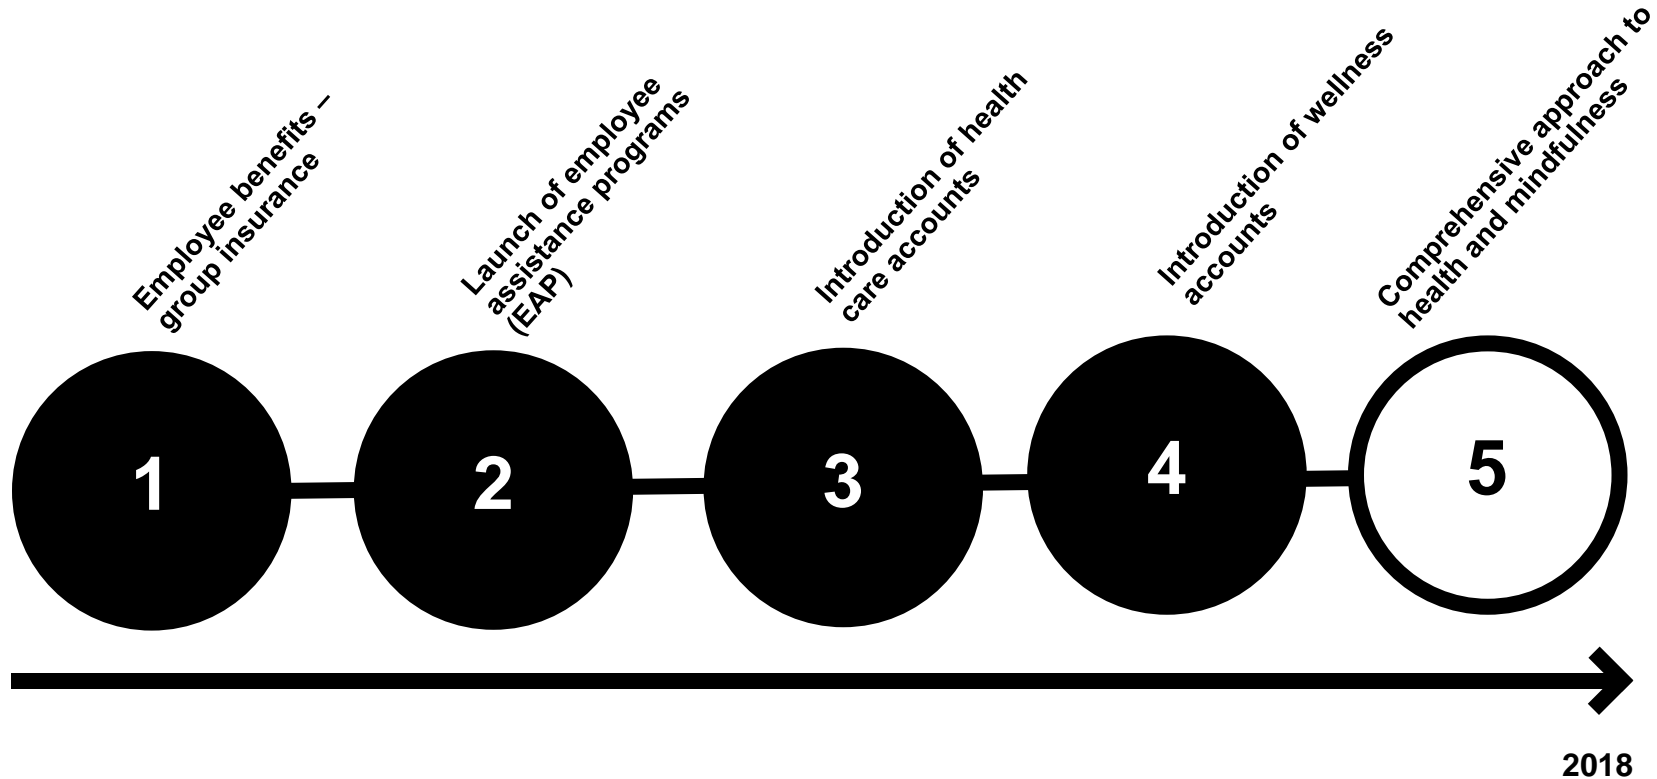 Employee benefits –
group insurance
Launch of employee
assistance programs
(EAP)
Introduction of health
care accounts
Introduction of wellness
accounts
Comprehensive approach to
health and mindfulness
1
2
3
4
5
2018